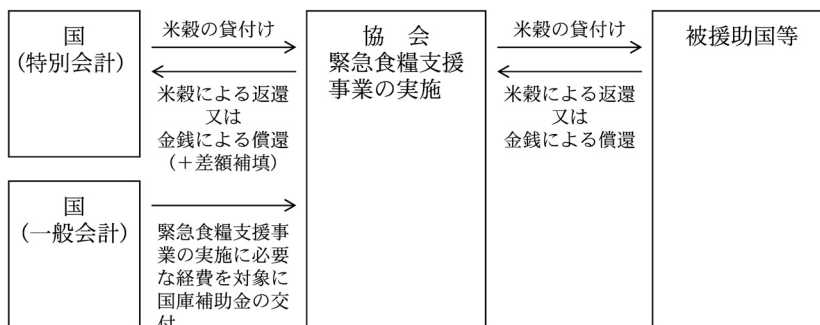 国
（特別会計）
米穀の貸付け
米穀による返還
又は
金銭による償還
（＋差額補填）
協　会
緊急食糧支援
事業の実施
米穀の貸付け
米穀による返還
又は
金銭による償還
被援助国等
国
（一般会計）
緊急食糧支援事
業の実施に必要
な経費を対象に
国庫補助金の交
付